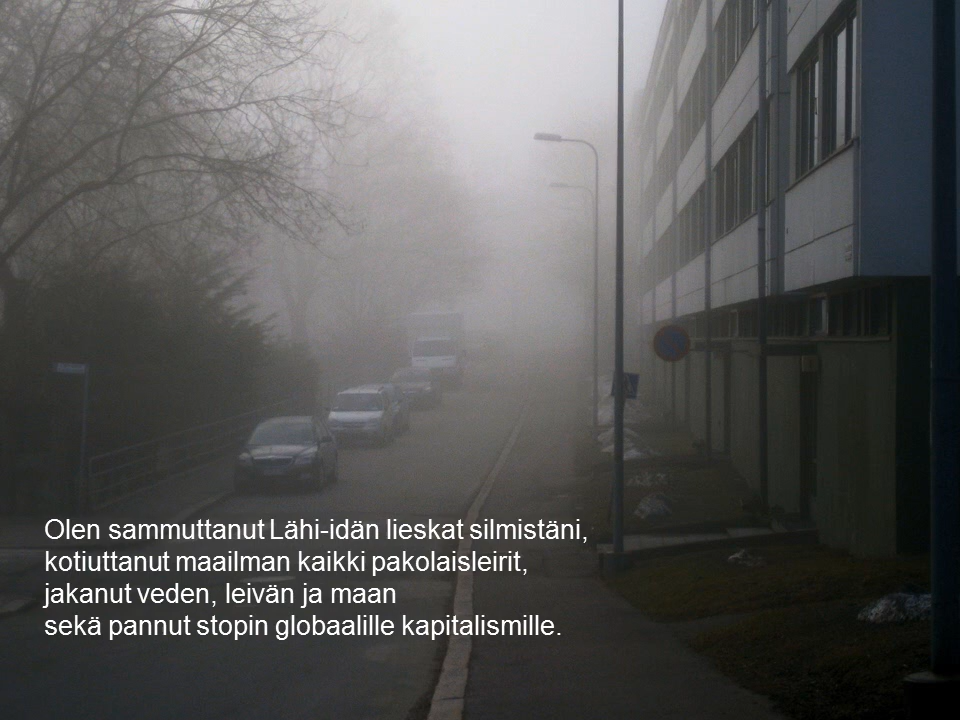 Olen sammuttanut Lähi-idän lieskat silmistäni,
kotiuttanut maailman kaikki pakolaisleirit,
jakanut veden, leivän ja maan
sekä pannut stopin globaalille kapitalismille.